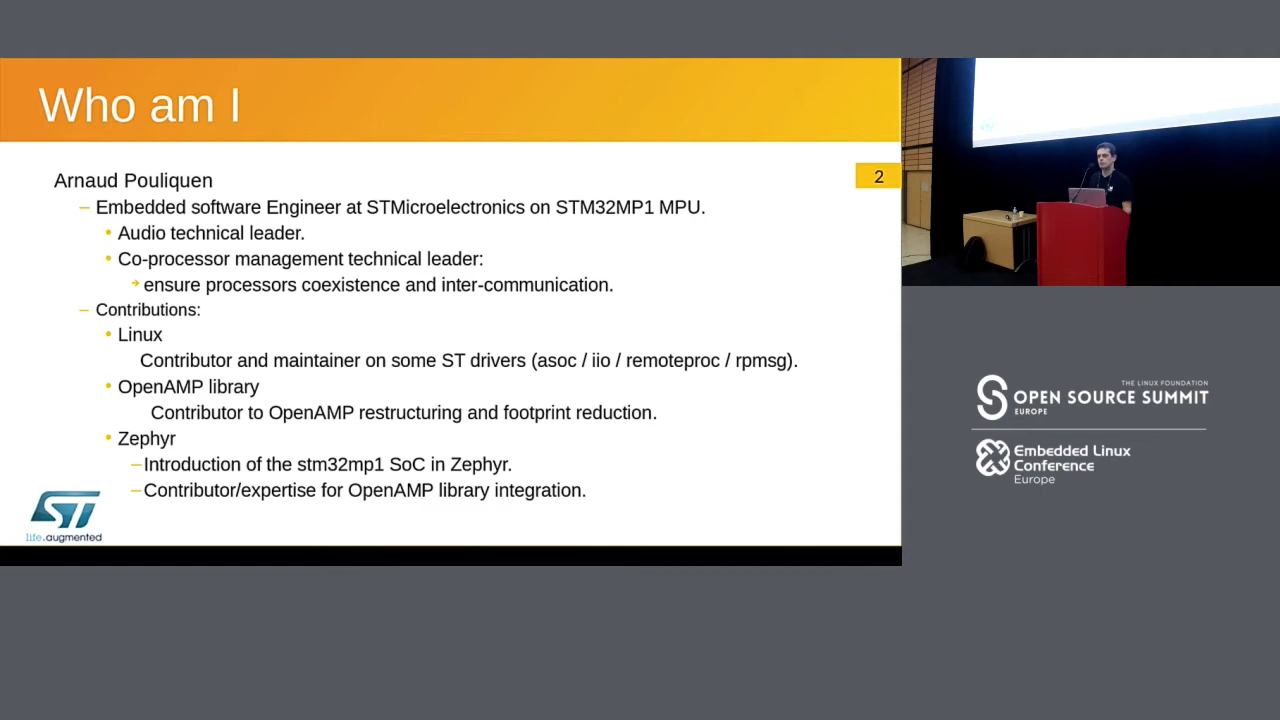 Who am I
2
Arnaud Pouliquen
– Embedded software Engineer at STMicroelectronics on STM32MP1 MPU.
• Audio technical leader.
• Co-processor management technical leader:
ensure processors coexistence and inter-communication.
– Contributions:
• Linux
Contributor and maintainer on some ST drivers (asoc / iio / remoteproc / rpmsg).
• OpenAMP library
Contributor to OpenAMP restructuring and footprint reduction.
• Zephyr
– Introduction of the stm32mp1 SoC in Zephyr.
– Contributor/expertise for OpenAMP library integration.
ST
life.augmented
THE LINUX FOUNDATION
OPEN SOURCE SUMMIT
EUROPE
Embedded Linux
Conference
Europe